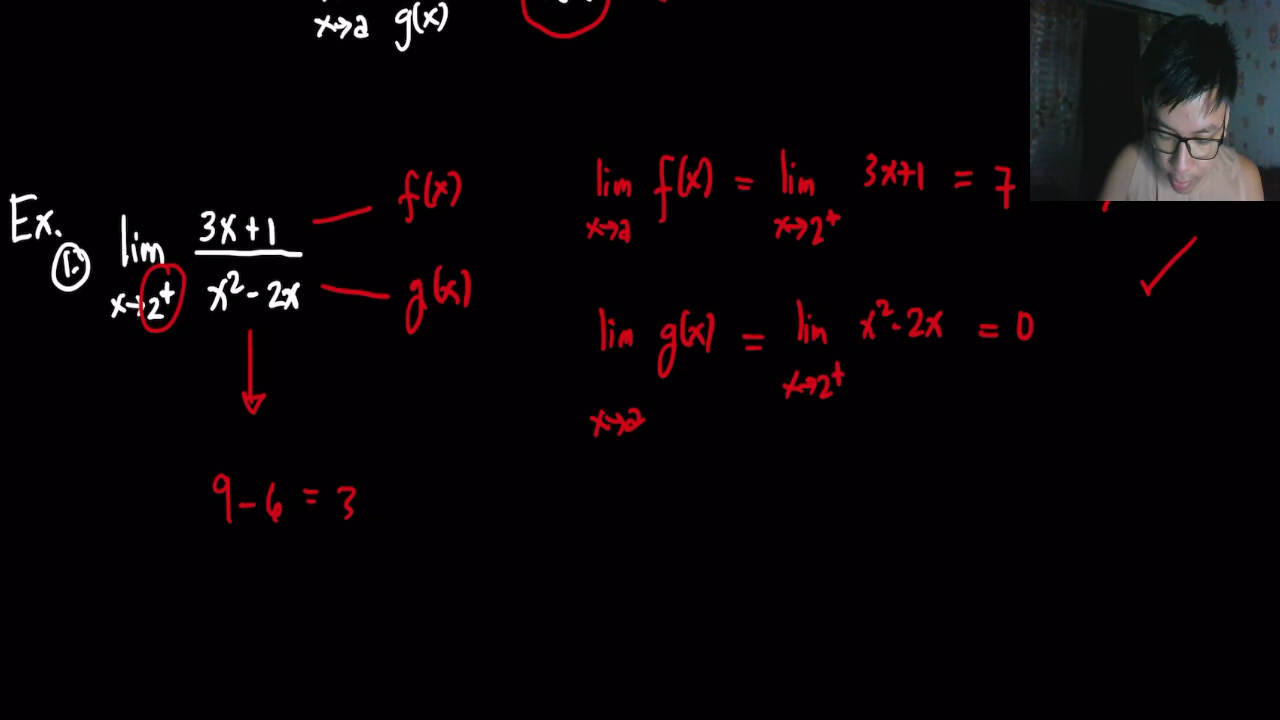 x→a g(x)
Ex.
1. lim x→2⁺ (3x+1)/(x²-2x)
f(x)
g(x)
9-6=3
lim x→a f(x) = lim x→2⁺ 3x+1 = 7
lim x→a g(x) = lim x→2⁺ x²-2x = 0